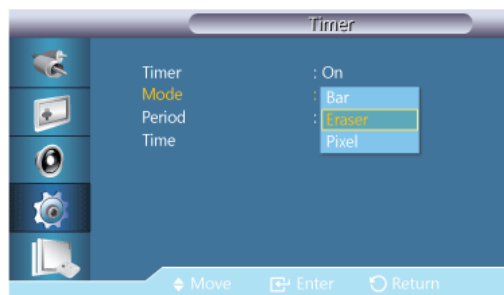 Timer
Timer : On
Mode : Bar
Period : Eraser
Time Pixel
Move Enter Return